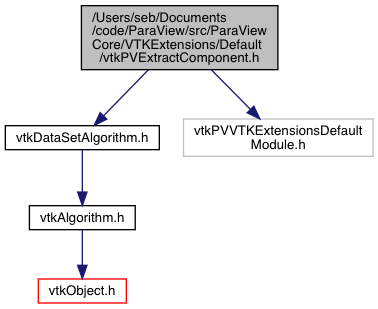 /Users/seb/Documents
/code/ParaView/src/ParaView
Core/VTKExtensions/Default
/vtkPVExtractComponent.h
vtkDataSetAlgorithm.h
vtkPVVTKExtensionsDefault
Module.h
vtkAlgorithm.h
vtkObject.h